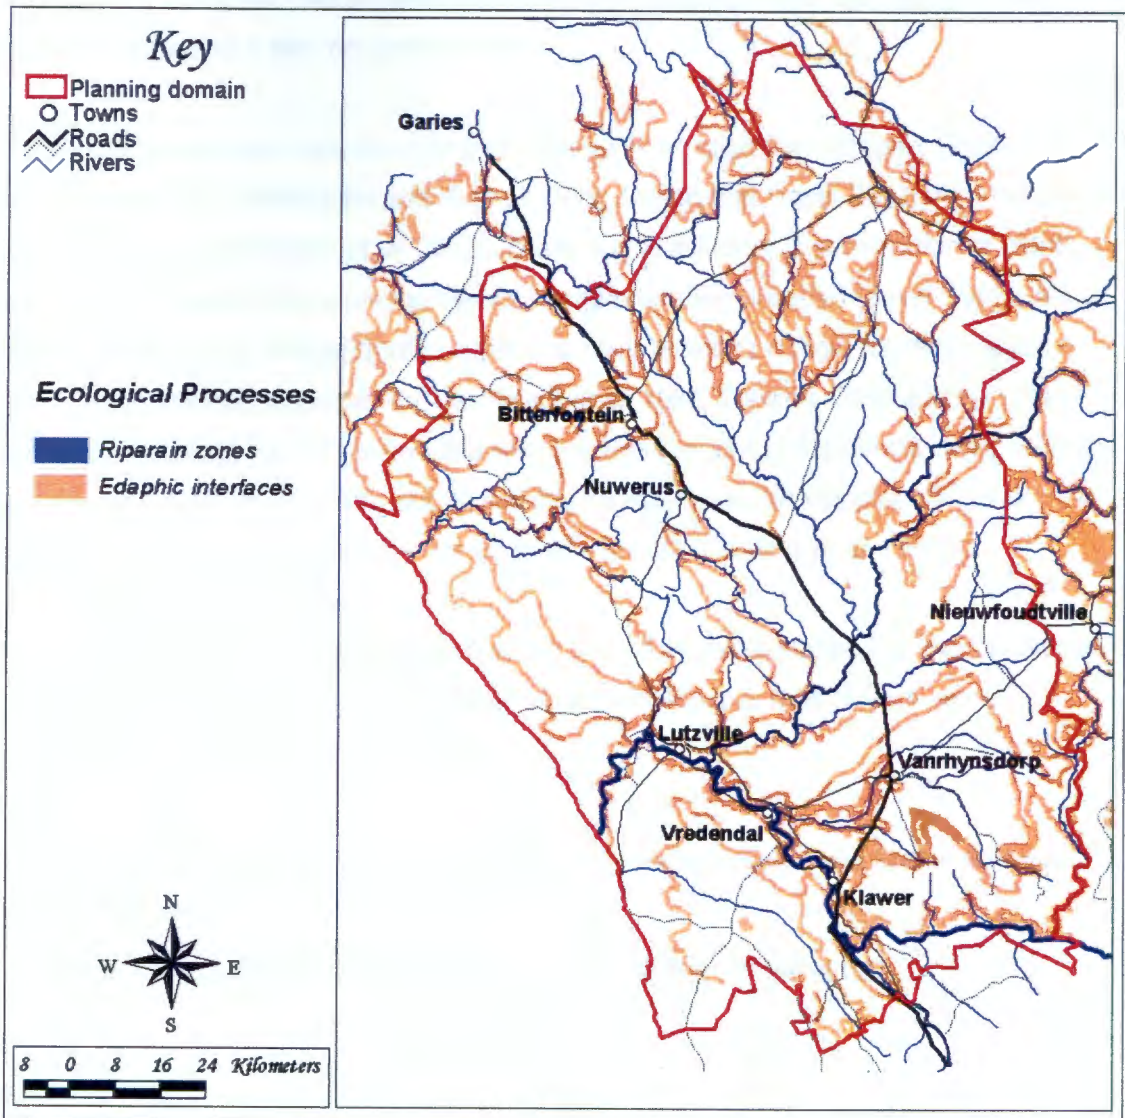 Key
Planning domain
Towns
Roads
Rivers
Ecological Processes
Riparain zones
Edaphic interfaces
Garies
Bitterfontein
Nuwerus
Nieuwfoudtville
Lutzville
Vanrhynsdorp
Vredendal
Klawer
N
W E
S
8 0 8 16 24 Kilometers